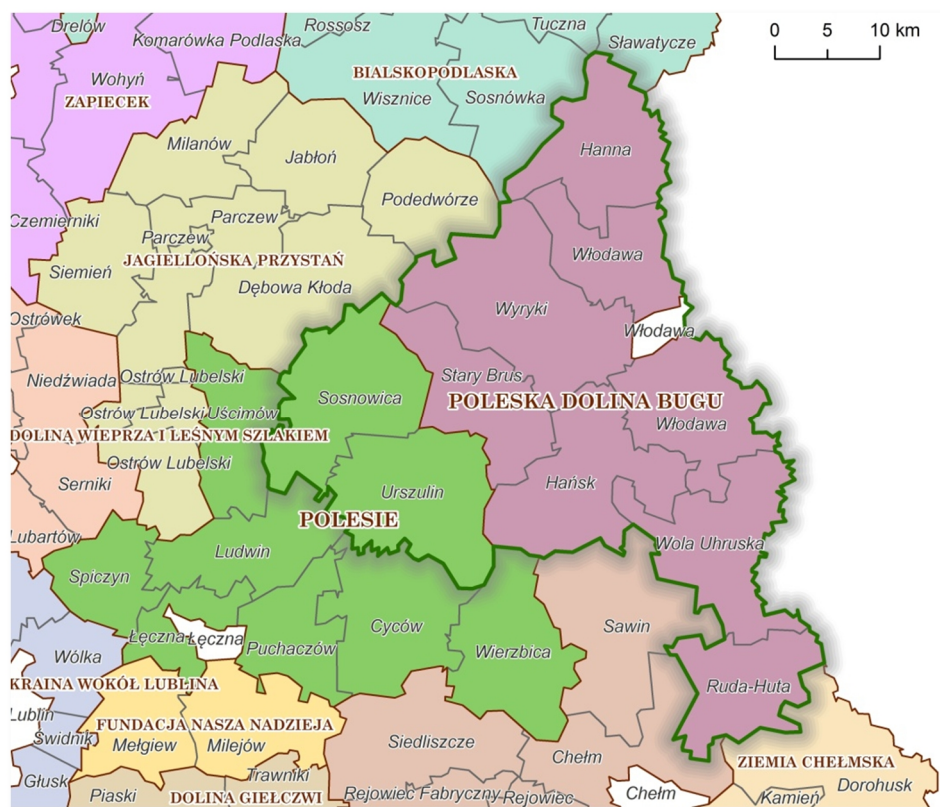 Drelów
Komarówka Podlaska
Rossosz
Tuczna
Sławatycze
0 5 10 km
Wohyń
ZAPIECEK
BIALSKOPODLASKA
Wisznice
Sosnówka
Milanów
Jabłoń
Hanna
Podedwórze
Czemierniki
Parczew
Parczew
Siemień
JAGIELLOŃSKA PRZYSTAŃ
Włodawa
Dębowa Kłoda
Wyryki
Ostrówek
Włodawa
Niedźwiada
Ostrów Lubelski
Stary Brus
Sosnowica
POLESKA DOLINA BUGU
Ostrów Lubelski
Uścimów
Włodawa
DOLINĄ WIEPRZA I LEŚNYM SZLAKIEM
Ostrów Lubelski
Serniki
Urszulin
Hańsk
POLESIE
Lubartów
Ludwin
Wola Uhruska
Spiczyn
Łęczna
Łęczna
Puchaczów
Cyców
Wierzbica
Sawin
Wólka
KRAINA WOKÓŁ LUBLINA
Ruda-Huta
Lublin
FUNDACJA NASZA NADZIEJA
Świdnik
Mełgiew
Milejów
Siedliszcze
Chełm
ZIEMIA CHEŁMSKA
Głusk
Trawniki
Dorohusk
Piaski
DOLINA GIEŁCZWI
Rejowiec Fabryczny
Rejowiec
Chełm
Kamień